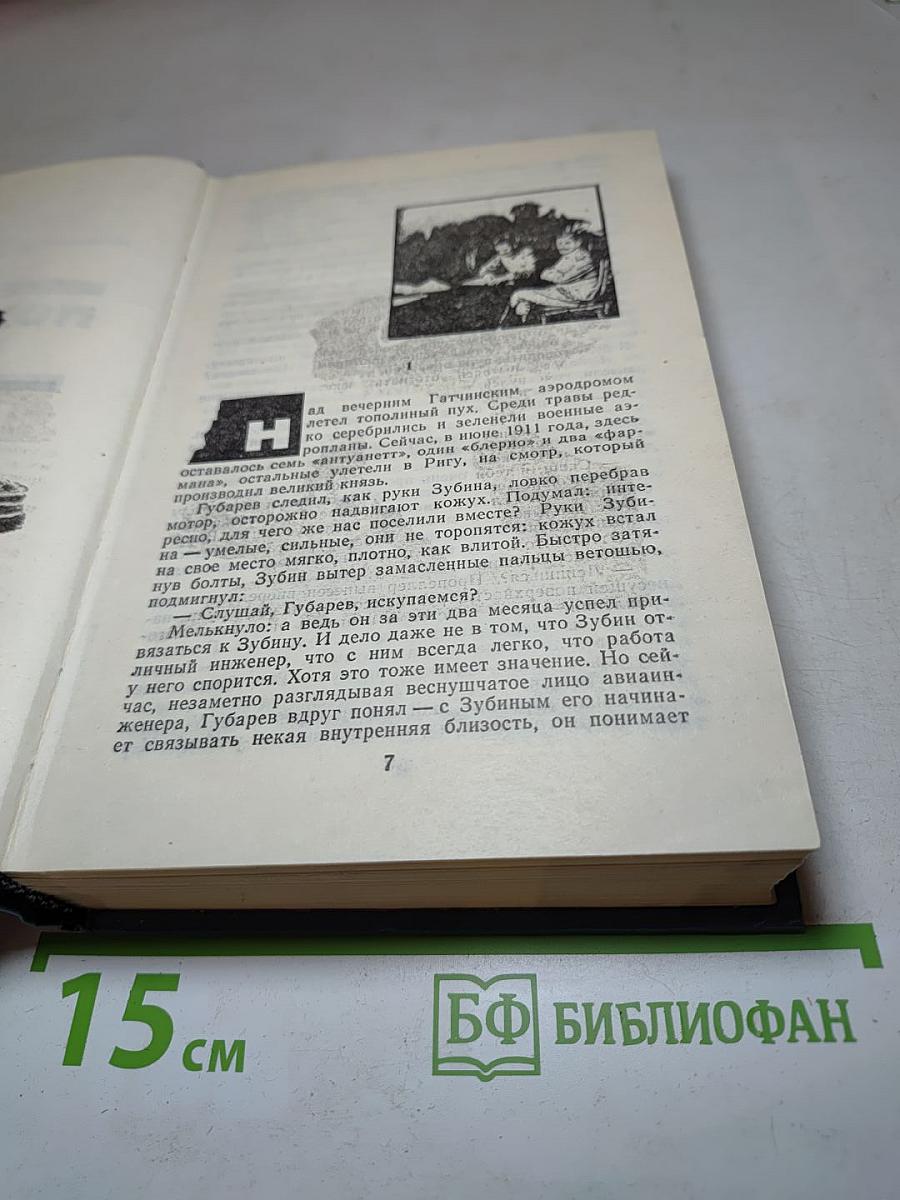 1
Над вечерним Гатчинским аэродромом
летел тополиный пух. Среди травы ред-
ко серебрились и зеленели военные аэ-
ропланы. Сейчас, в июне 1911 года, здесь
оставалось семь «антуанетт», один «блерио» и два «фар-
мана», остальные улетели в Ригу, на смотр, который
производил великий князь.
Губарев следил, как руки Зубина, ловко перебрав
мотор, осторожно надвигают кожух. Подумал: инте-
ресно, для чего же нас поселили вместе? Руки Зуби-
на — умелые, сильные, они не торопятся: кожух встал
на свое место мягко, плотно, как влитой. Быстро затя-
нув болты, Зубин вытер замасленные пальцы ветошью,
подмигнул:
— Слушай, Губарев, искупаемся?
Мелькнуло: а ведь он за эти два месяца успел при-
вязаться к Зубину. И дело даже не в том, что Зубин от-
личный инженер, что с ним всегда легко, что работа
у него спорится. Хотя это тоже имеет значение. Но сей-
час, незаметно разглядывая веснушчатое лицо авиаин-
женера, Губарев вдруг понял — с Зубиным его начина-
ет связывать некая внутренняя близость, он понимает
7
15 см
БФ БИБЛИОФАН